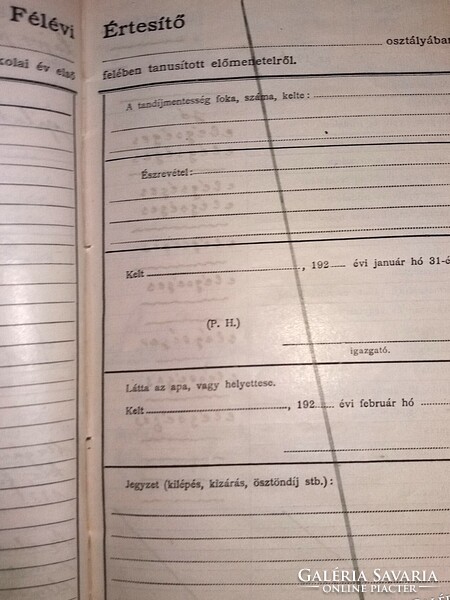 Félévi Értesítő
kolai év első
osztályában
felében tanusított előmenetelről.
A tandíjmentesség foka, száma, kelte:
Észrevétel:
Kelt , 192 évi január hó 31-é
(P. H.)
igazgató.
Látta az apa, vagy helyettese.
Kelt , 192 évi február hó
Jegyzet (kilépés, kizárás, ösztöndíj stb.):
GALÉRIA SAVARIA
ONLINE PIACTÉR